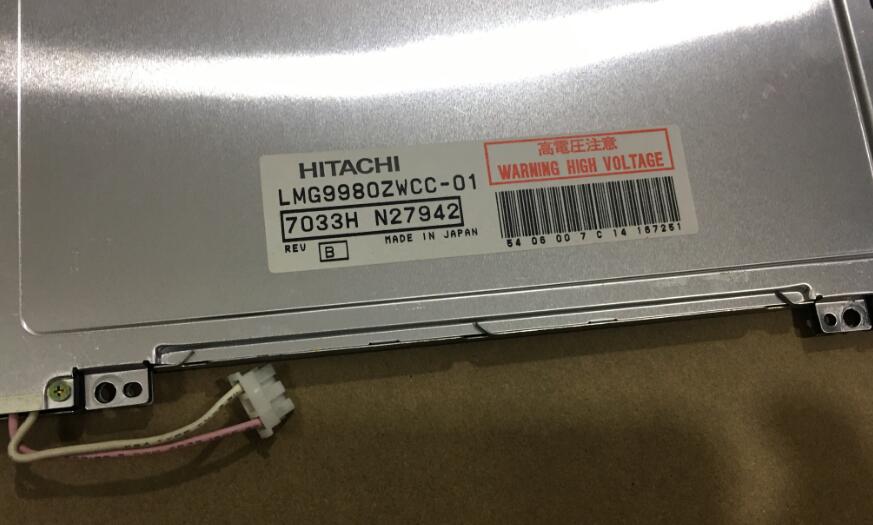 HITACHI
LMG9980ZWCC-01
7033H N27942
REV B
MADE IN JAPAN
高電圧注意
WARNING HIGH VOLTAGE
54 06 00 7 C 14 167251